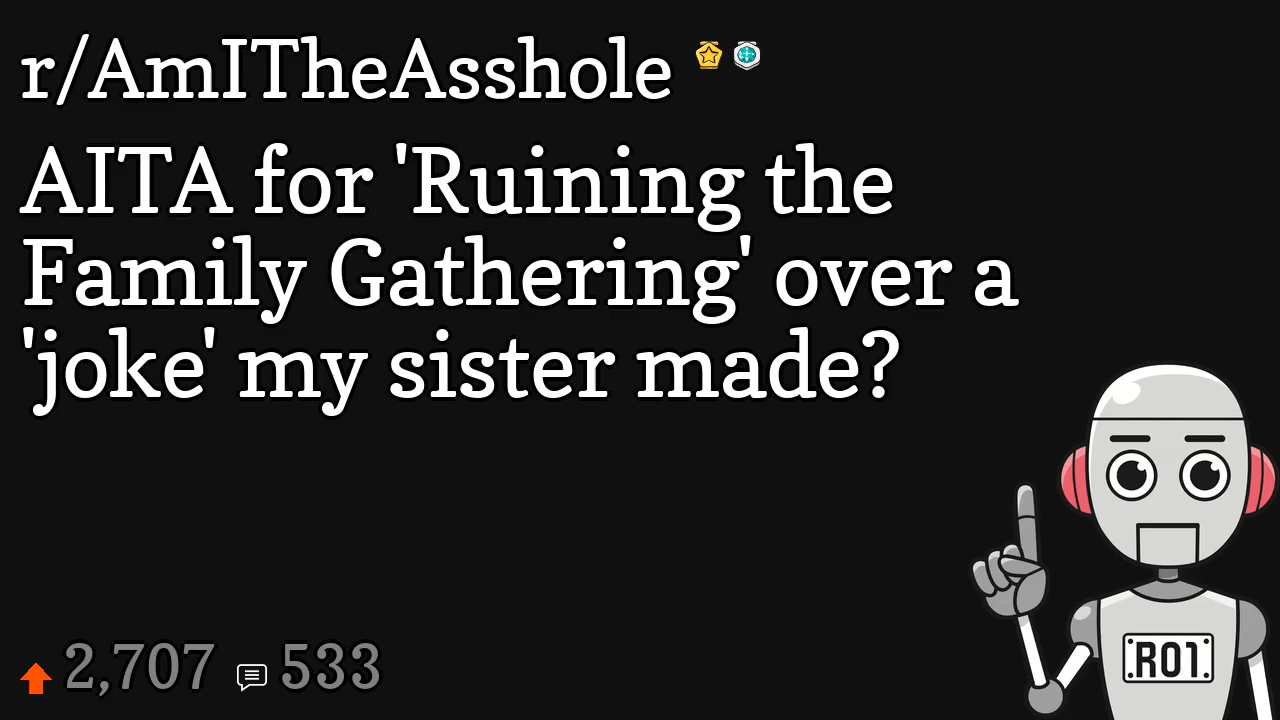 r/AmITheAsshole
AITA for 'Ruining the
Family Gathering' over a
'joke' my sister made?
2,707 533
R01